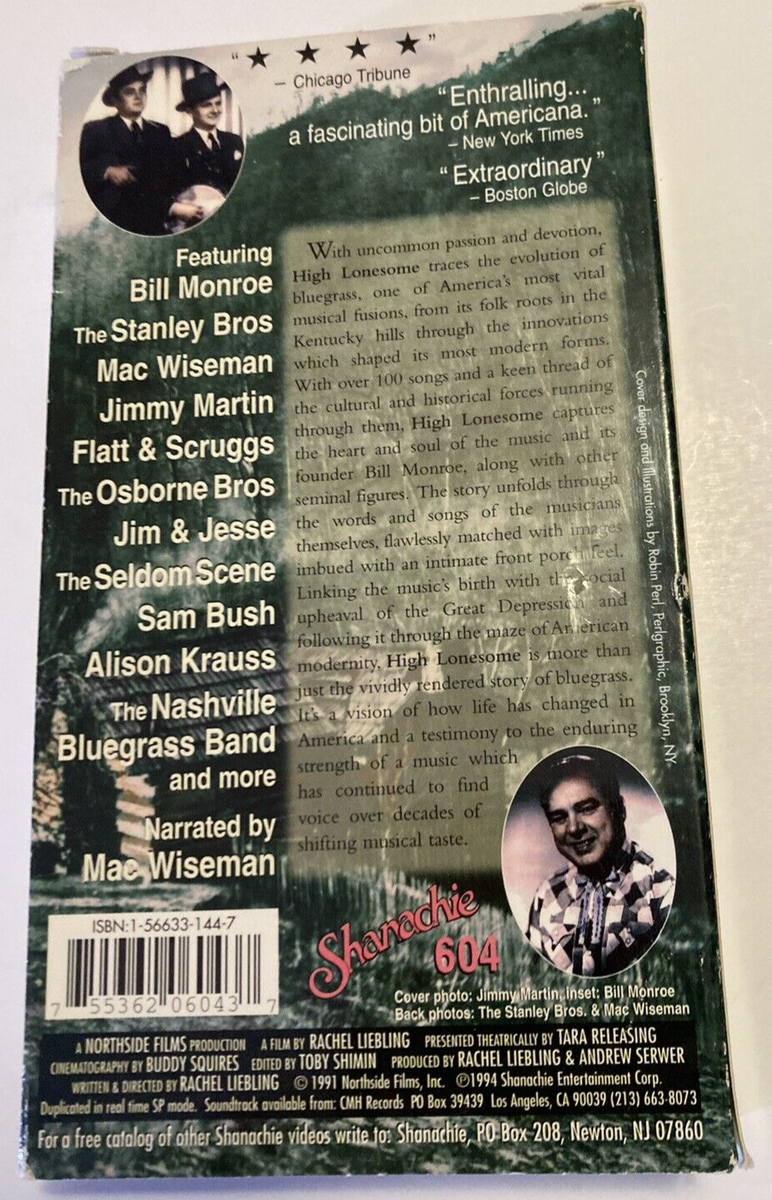 “ ★ ★ ★ ★ ”
– Chicago Tribune
“Enthralling...
a fascinating bit of Americana.”
– New York Times
“Extraordinary”
– Boston Globe
Featuring
Bill Monroe
The Stanley Bros
Mac Wiseman
Jimmy Martin
Flatt & Scruggs
The Osborne Bros
Jim & Jesse
The Seldom Scene
Sam Bush
Alison Krauss
The Nashville
Bluegrass Band
and more
Narrated by
Mac Wiseman
With uncommon passion and devotion,
High Lonesome traces the evolution of
bluegrass, one of America's most vital
musical fusions, from its folk roots in the
Kentucky hills through the innovations
which shaped its most modern forms.
With over 100 songs and a keen thread of
the cultural and historical forces running
through them, High Lonesome captures
the heart and soul of the music and its
founder Bill Monroe, along with other
seminal figures. The story unfolds through
the words and songs of the musicians
themselves, flawlessly matched with images
imbued with an intimate front porch feel.
Linking the music's birth with the social
upheaval of the Great Depression and
following it through the maze of American
modernity, High Lonesome is more than
just the vividly rendered story of bluegrass.
It's a vision of how life has changed in
America and a testimony to the enduring
strength of a music which
has continued to find
voice over decades of
shifting musical taste.
Cover design and illustrations by Robin Perl, Perlgraphic, Brooklyn, NY.
ISBN:1-56633-144-7
7 55362 06043 7
Shanachie
604
Cover photo: Jimmy Martin, inset: Bill Monroe
Back photos: The Stanley Bros. & Mac Wiseman
A NORTHSIDE FILMS PRODUCTION A FILM BY RACHEL LIEBLING PRESENTED THEATRICALLY BY TARA RELEASING
CINEMATOGRAPHY BY BUDDY SQUIRES EDITED BY TOBY SHIMIN PRODUCED BY RACHEL LIEBLING & ANDREW SERWER
WRITTEN & DIRECTED BY RACHEL LIEBLING © 1991 Northside Films, Inc. ℗1994 Shanachie Entertainment Corp.
Duplicated in real time SP mode. Soundtrack available from: CMH Records PO Box 39439 Los Angeles, CA 90039 (213) 663-8073
For a free catalog of other Shanachie videos write to: Shanachie, PO Box 208, Newton, NJ 07860